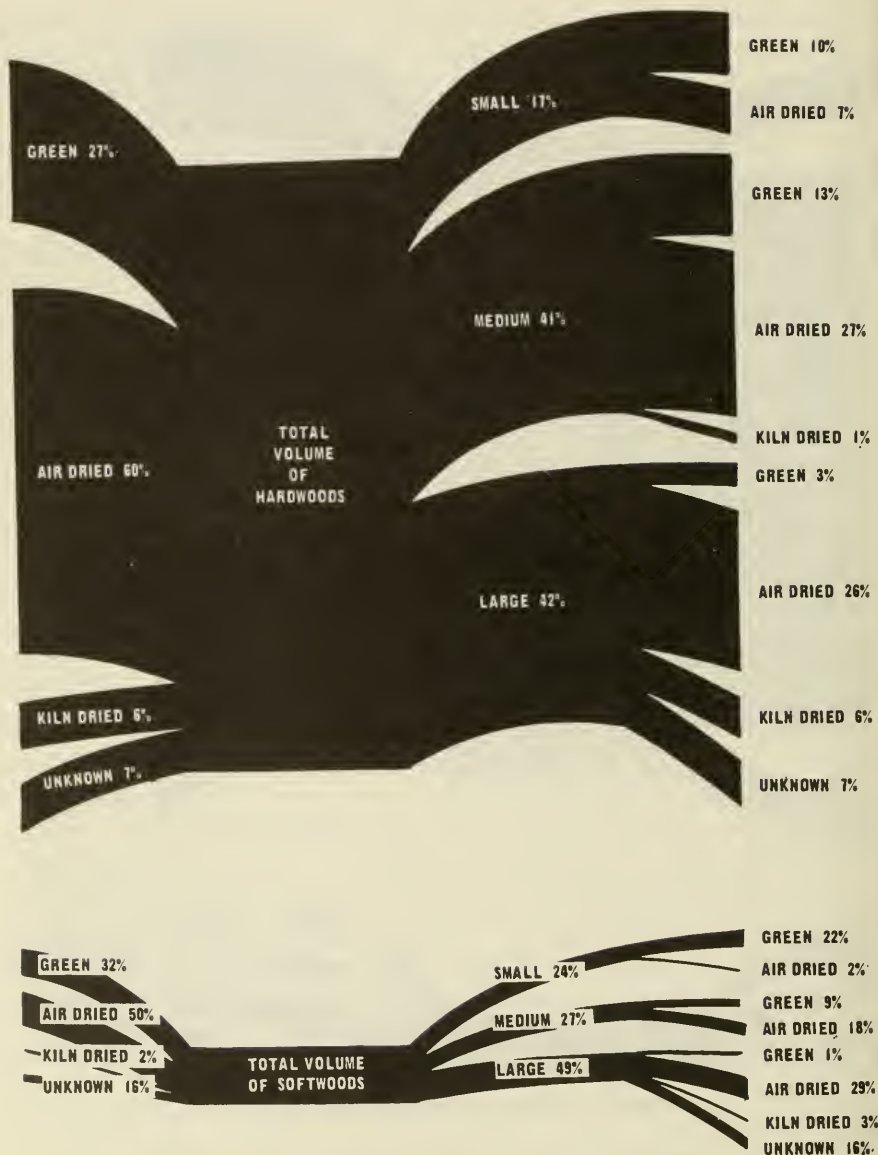 GREEN 27%
AIR DRIED 60%
KILN DRIED 6%
UNKNOWN 7%
TOTAL
VOLUME
OF
HARDWOODS
SMALL 17%
MEDIUM 41%
LARGE 42%
GREEN 10%
AIR DRIED 7%
GREEN 13%
AIR DRIED 27%
KILN DRIED 1%
GREEN 3%
AIR DRIED 26%
KILN DRIED 6%
UNKNOWN 7%
GREEN 32%
AIR DRIED 50%
KILN DRIED 2%
UNKNOWN 16%
TOTAL VOLUME
OF SOFTWOODS
SMALL 24%
MEDIUM 27%
LARGE 49%
GREEN 22%
AIR DRIED 2%
GREEN 9%
AIR DRIED 18%
GREEN 1%
AIR DRIED 29%
KILN DRIED 3%
UNKNOWN 16%